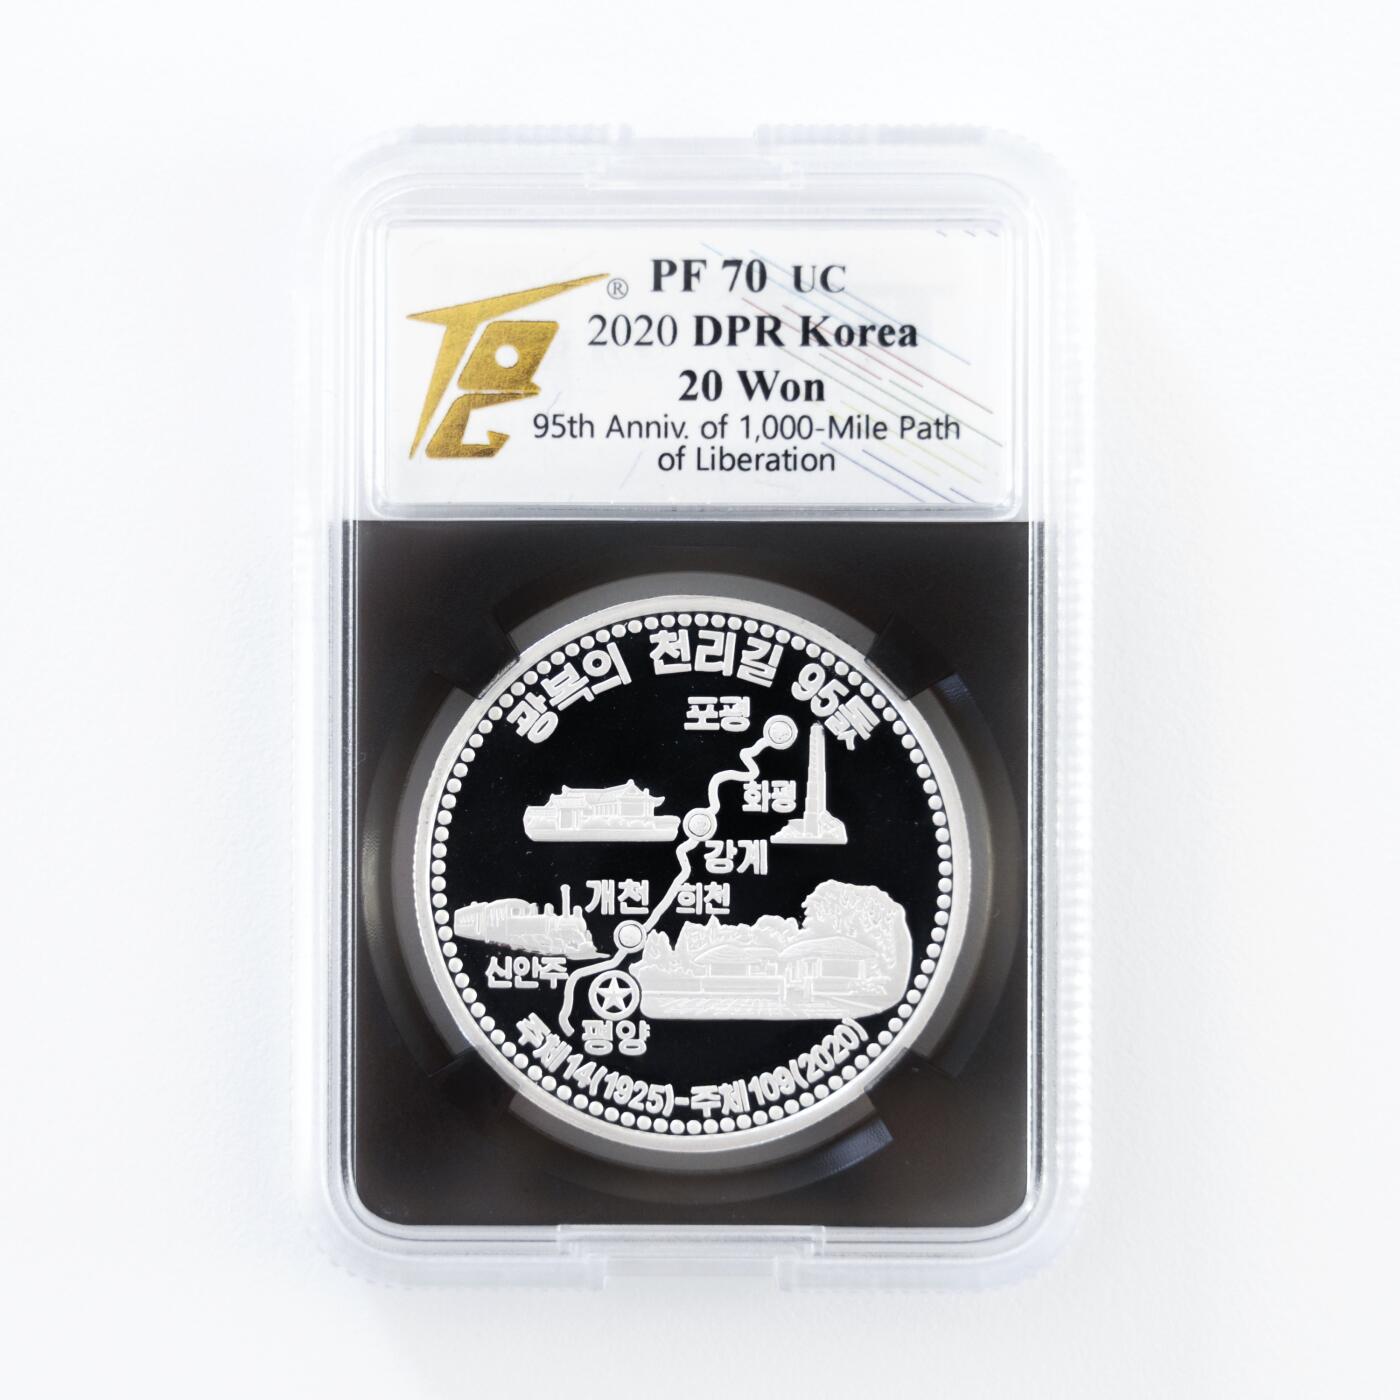 PF 70 UC
®
2020 DPR Korea
20 Won
95th Anniv. of 1,000-Mile Path
of Liberation
광복의 천리길 95돐
포평
화평
강계
개천 희천
신안주
평양
주체14(1925)-주체109(2020)